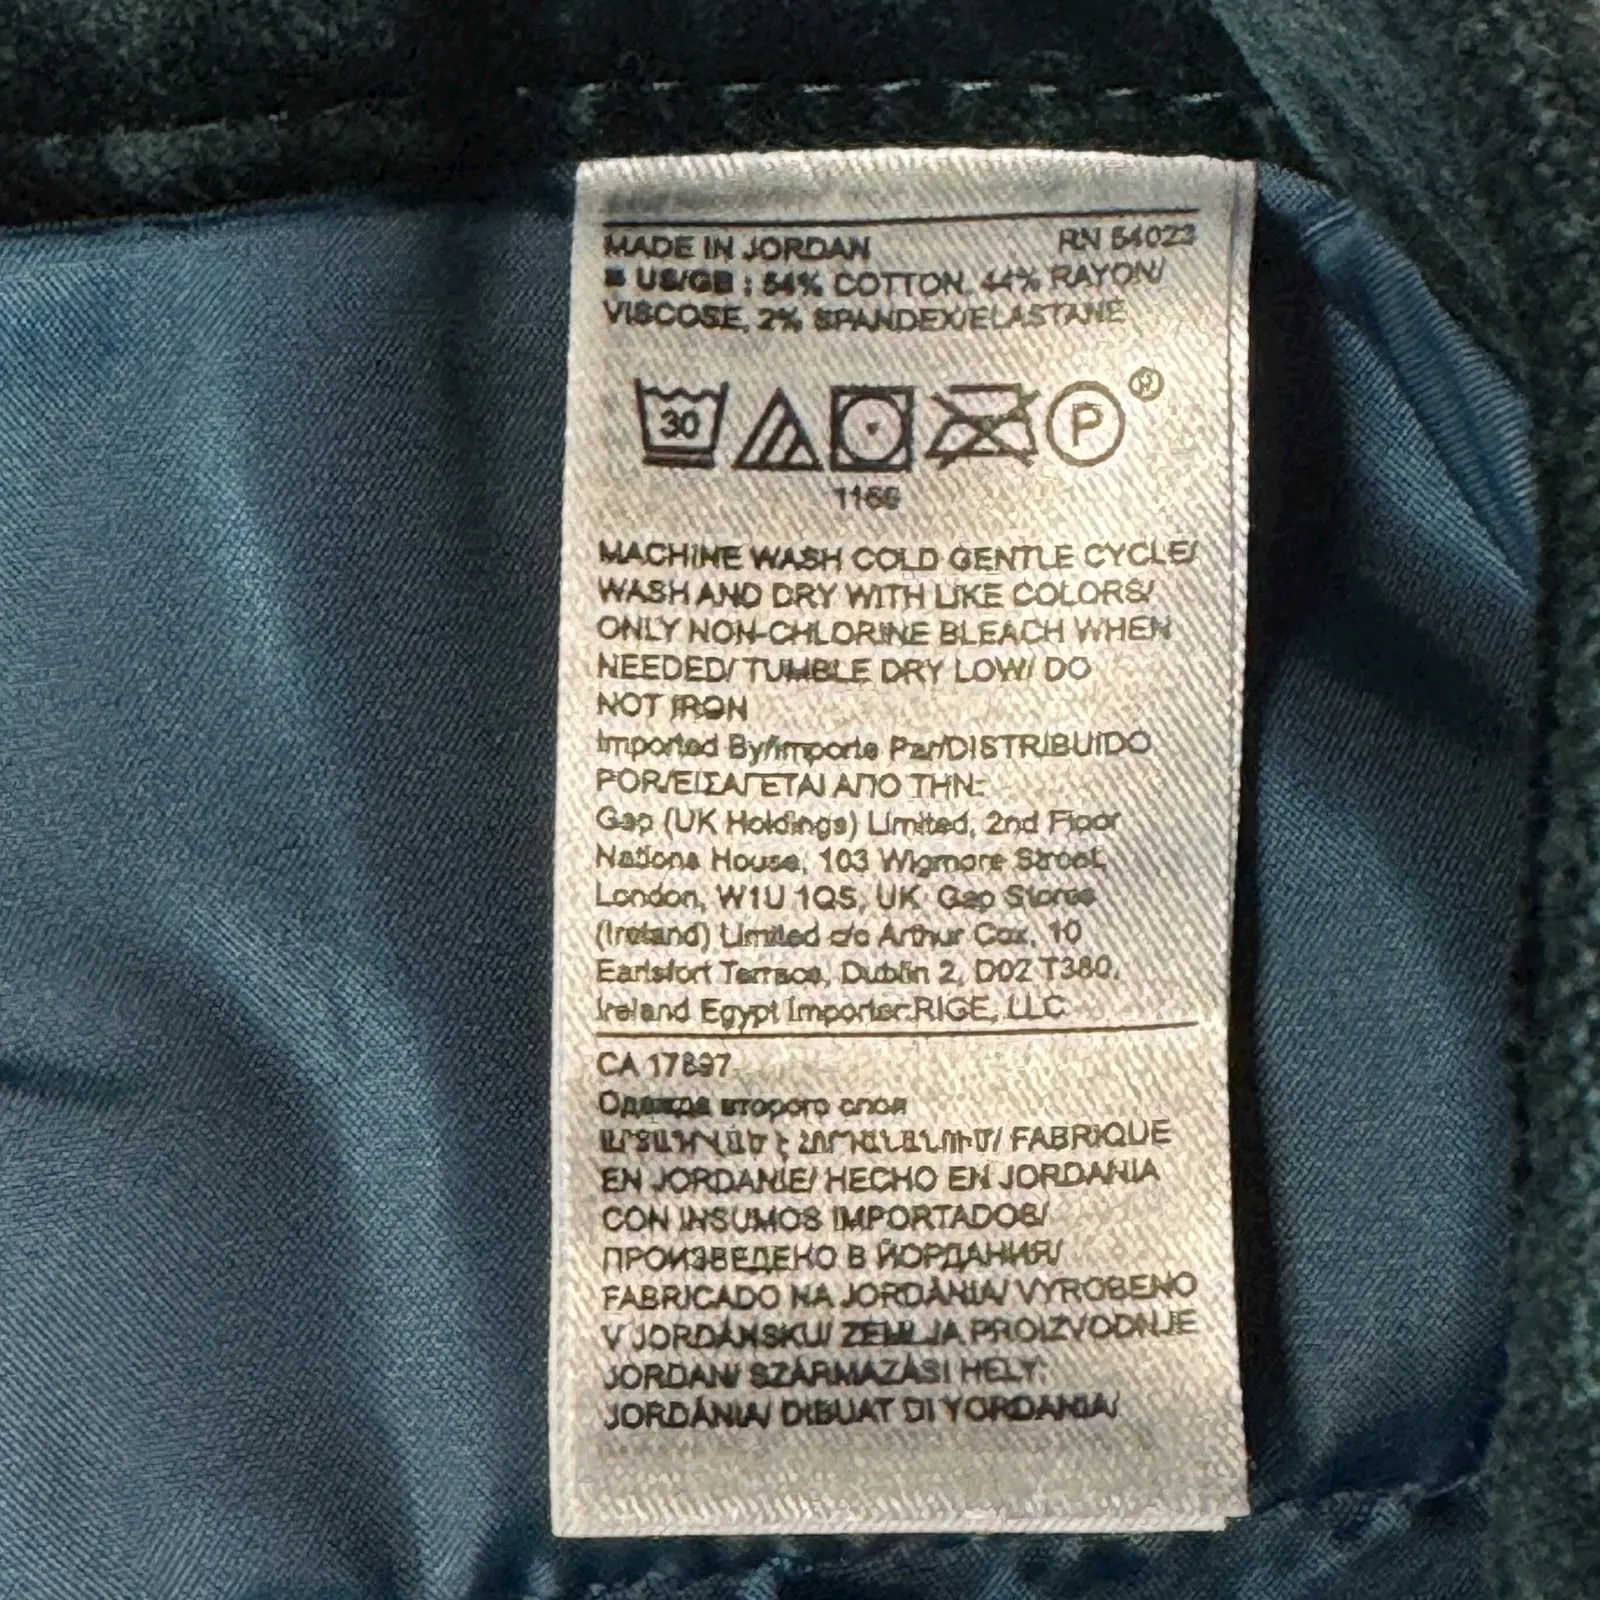 MADE IN JORDAN RN 54023
US/GB : 54% COTTON, 44% RAYON/
VISCOSE, 2% SPANDEX/ELASTANE
30 P ®
MACHINE WASH COLD GENTLE CYCLE/
WASH AND DRY WITH LIKE COLORS/
ONLY NON-CHLORINE BLEACH WHEN
NEEDED/ TUMBLE DRY LOW/ DO
NOT IRON
Imported By/Importe Par/DISTRIBUIDO
POR/ΕΙΣΑΓΕΤΑΙ ΑΠΟ ΤΗΝ:
Gap (UK Holdings) Limited, 2nd Floor
Nations House, 103 Wigmore Street,
London, W1U 1QS, UK Gap Stores
(Ireland) Limited c/o Arthur Cox, 10
Earlsfort Terrace, Dublin 2, D02 T380,
Ireland Egypt Importer:RIGE, LLC
CA 17897
Одежда второго слоя
FABRIQUE
EN JORDANIE/ HECHO EN JORDANIA
CON INSUMOS IMPORTADOS/
ПРОИЗВЕДЕНО В ЙОРДАНИЯ/
FABRICADO NA JORDÂNIA/ VYROBENO
V JORDÁNSKU/ ZEMLJA PROIZVODNJE
JORDAN/ SZÁRMAZÁSI HELY:
JORDÁNIA/ DIBUAT DI YORDANIA/